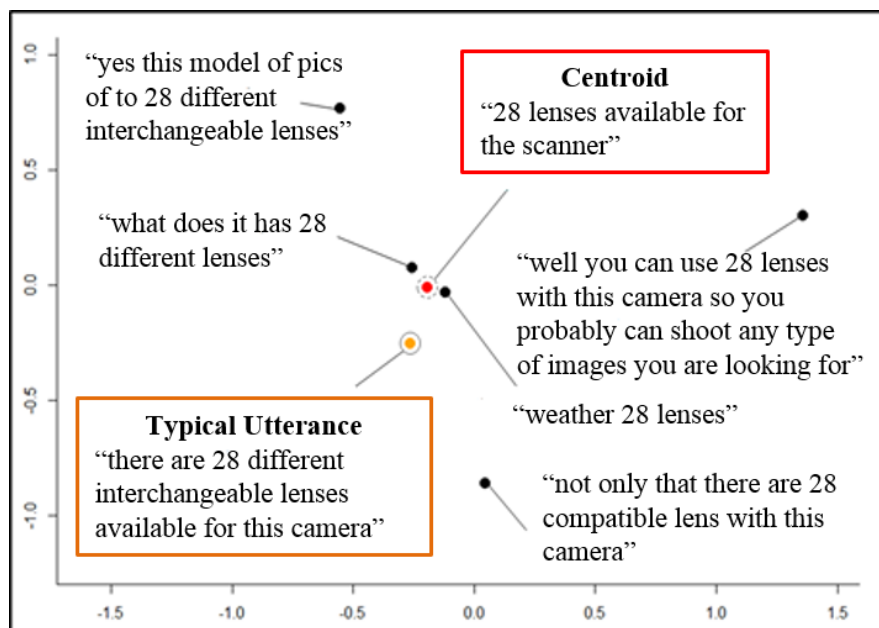 “yes this model of pics
of to 28 different
interchangeable lenses”
Centroid
“28 lenses available for
the scanner”
“what does it has 28
different lenses”
“well you can use 28 lenses
with this camera so you
probably can shoot any type
of images you are looking for”
“weather 28 lenses”
Typical Utterance
“there are 28 different
interchangeable lenses
available for this camera”
“not only that there are 28
compatible lens with this
camera”
1.0
0.5
0.0
-0.5
-1.0
-1.5
-1.0
-0.5
0.0
0.5
1.0
1.5